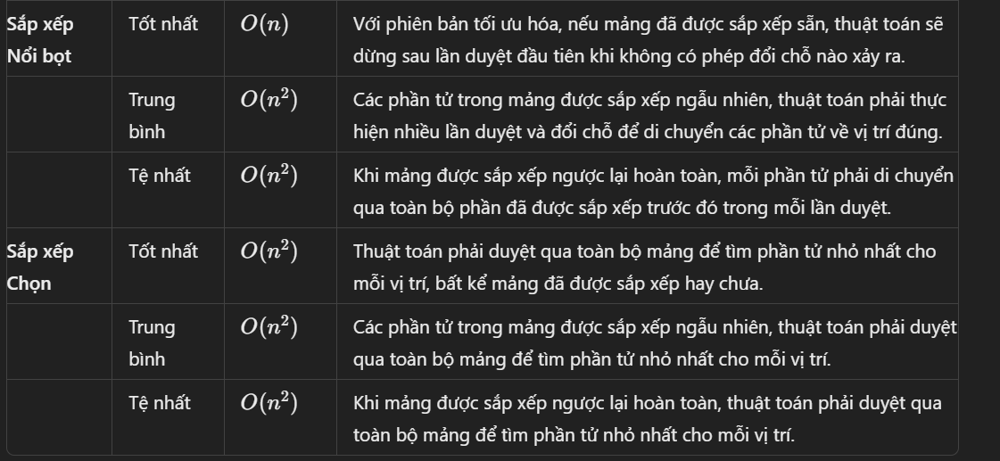 Sắp xếp Tốt nhất O(n) Với phiên bản tối ưu hóa, nếu mảng đã được sắp xếp sẵn, thuật toán sẽ
Nổi bọt dừng sau lần duyệt đầu tiên khi không có phép đổi chỗ nào xảy ra.
Trung O(n²) Các phần tử trong mảng được sắp xếp ngẫu nhiên, thuật toán phải thực
bình hiện nhiều lần duyệt và đổi chỗ để di chuyển các phần tử về vị trí đúng.
Tệ nhất O(n²) Khi mảng được sắp xếp ngược lại hoàn toàn, mỗi phần tử phải di chuyển
qua toàn bộ phần đã được sắp xếp trước đó trong mỗi lần duyệt.
Sắp xếp Tốt nhất O(n²) Thuật toán phải duyệt qua toàn bộ mảng để tìm phần tử nhỏ nhất cho
Chọn mỗi vị trí, bất kể mảng đã được sắp xếp hay chưa.
Trung O(n²) Các phần tử trong mảng được sắp xếp ngẫu nhiên, thuật toán phải duyệt
bình qua toàn bộ mảng để tìm phần tử nhỏ nhất cho mỗi vị trí.
Tệ nhất O(n²) Khi mảng được sắp xếp ngược lại hoàn toàn, thuật toán phải duyệt qua
toàn bộ mảng để tìm phần tử nhỏ nhất cho mỗi vị trí.